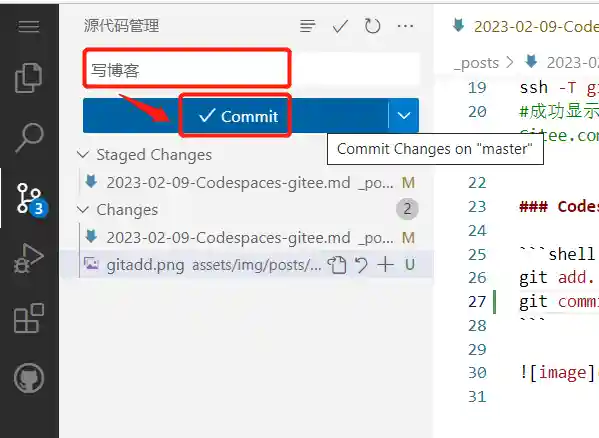 源代码管理
2023-02-09-Codes
_posts
2023-02
写博客
Commit
Commit Changes on "master"
Staged Changes
2023-02-09-Codespaces-gitee.md _po... M
Changes 2
2023-02-09-Codespaces-gitee.md _po... M
gitadd.png assets/img/posts/... U
3
19 ssh -T gi
20 #成功显示
Gitee.com
22
23 ### Codes
25 ```shell
26 git add.
27 git commi
28 ```
29
30 ![image](
31